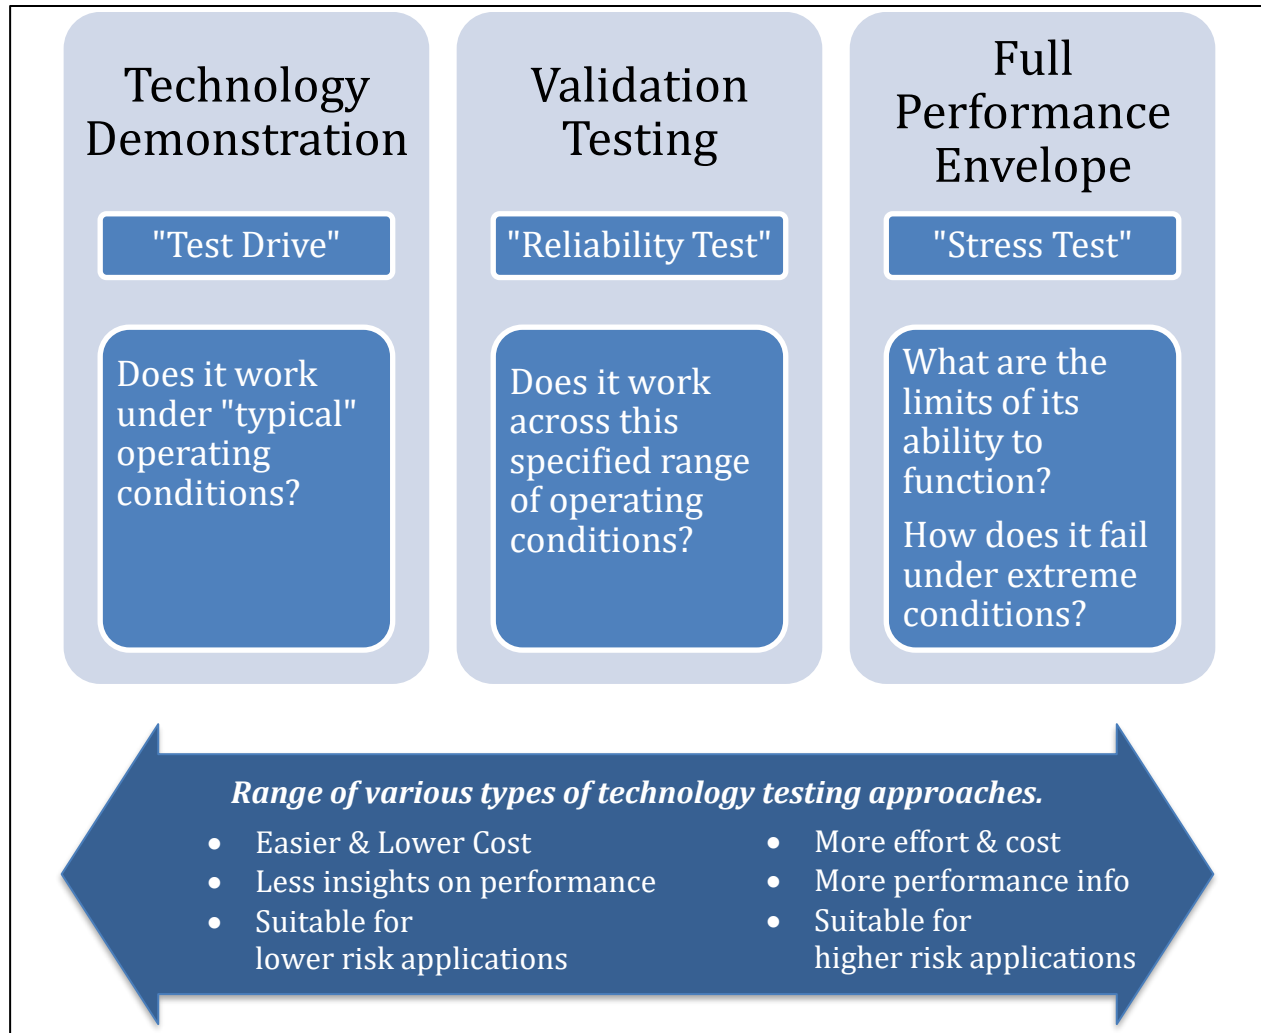 Technology
Demonstration
"Test Drive"
Does it work
under "typical"
operating
conditions?
Validation
Testing
"Reliability Test"
Does it work
across this
specified range
of operating
conditions?
Full
Performance
Envelope
"Stress Test"
What are the
limits of its
ability to
function?
How does it fail
under extreme
conditions?
Range of various types of technology testing approaches.
• Easier & Lower Cost
• Less insights on performance
• Suitable for
lower risk applications
• More effort & cost
• More performance info
• Suitable for
higher risk applications